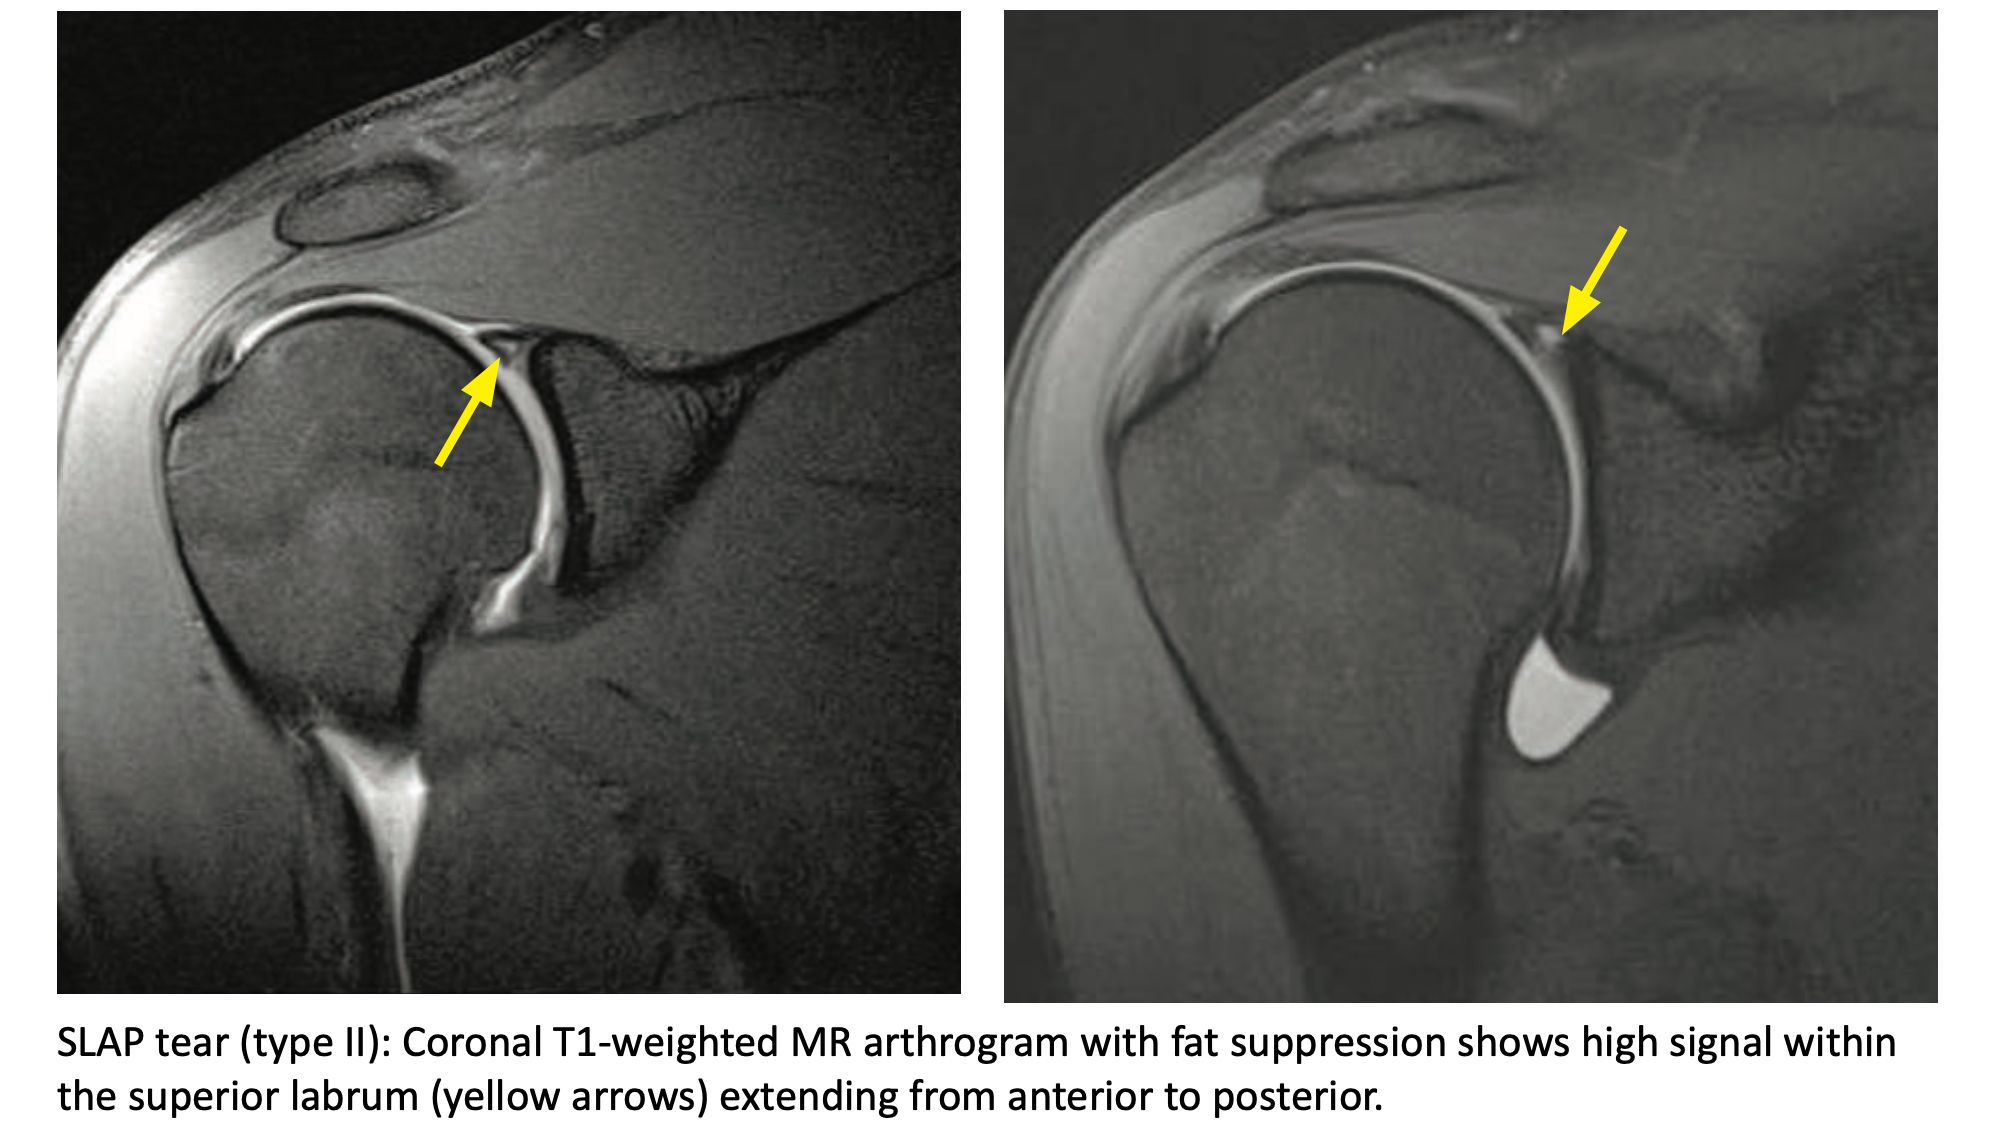 SLAP tear (type II): Coronal T1-weighted MR arthrogram with fat suppression shows high signal within
the superior labrum (yellow arrows) extending from anterior to posterior.